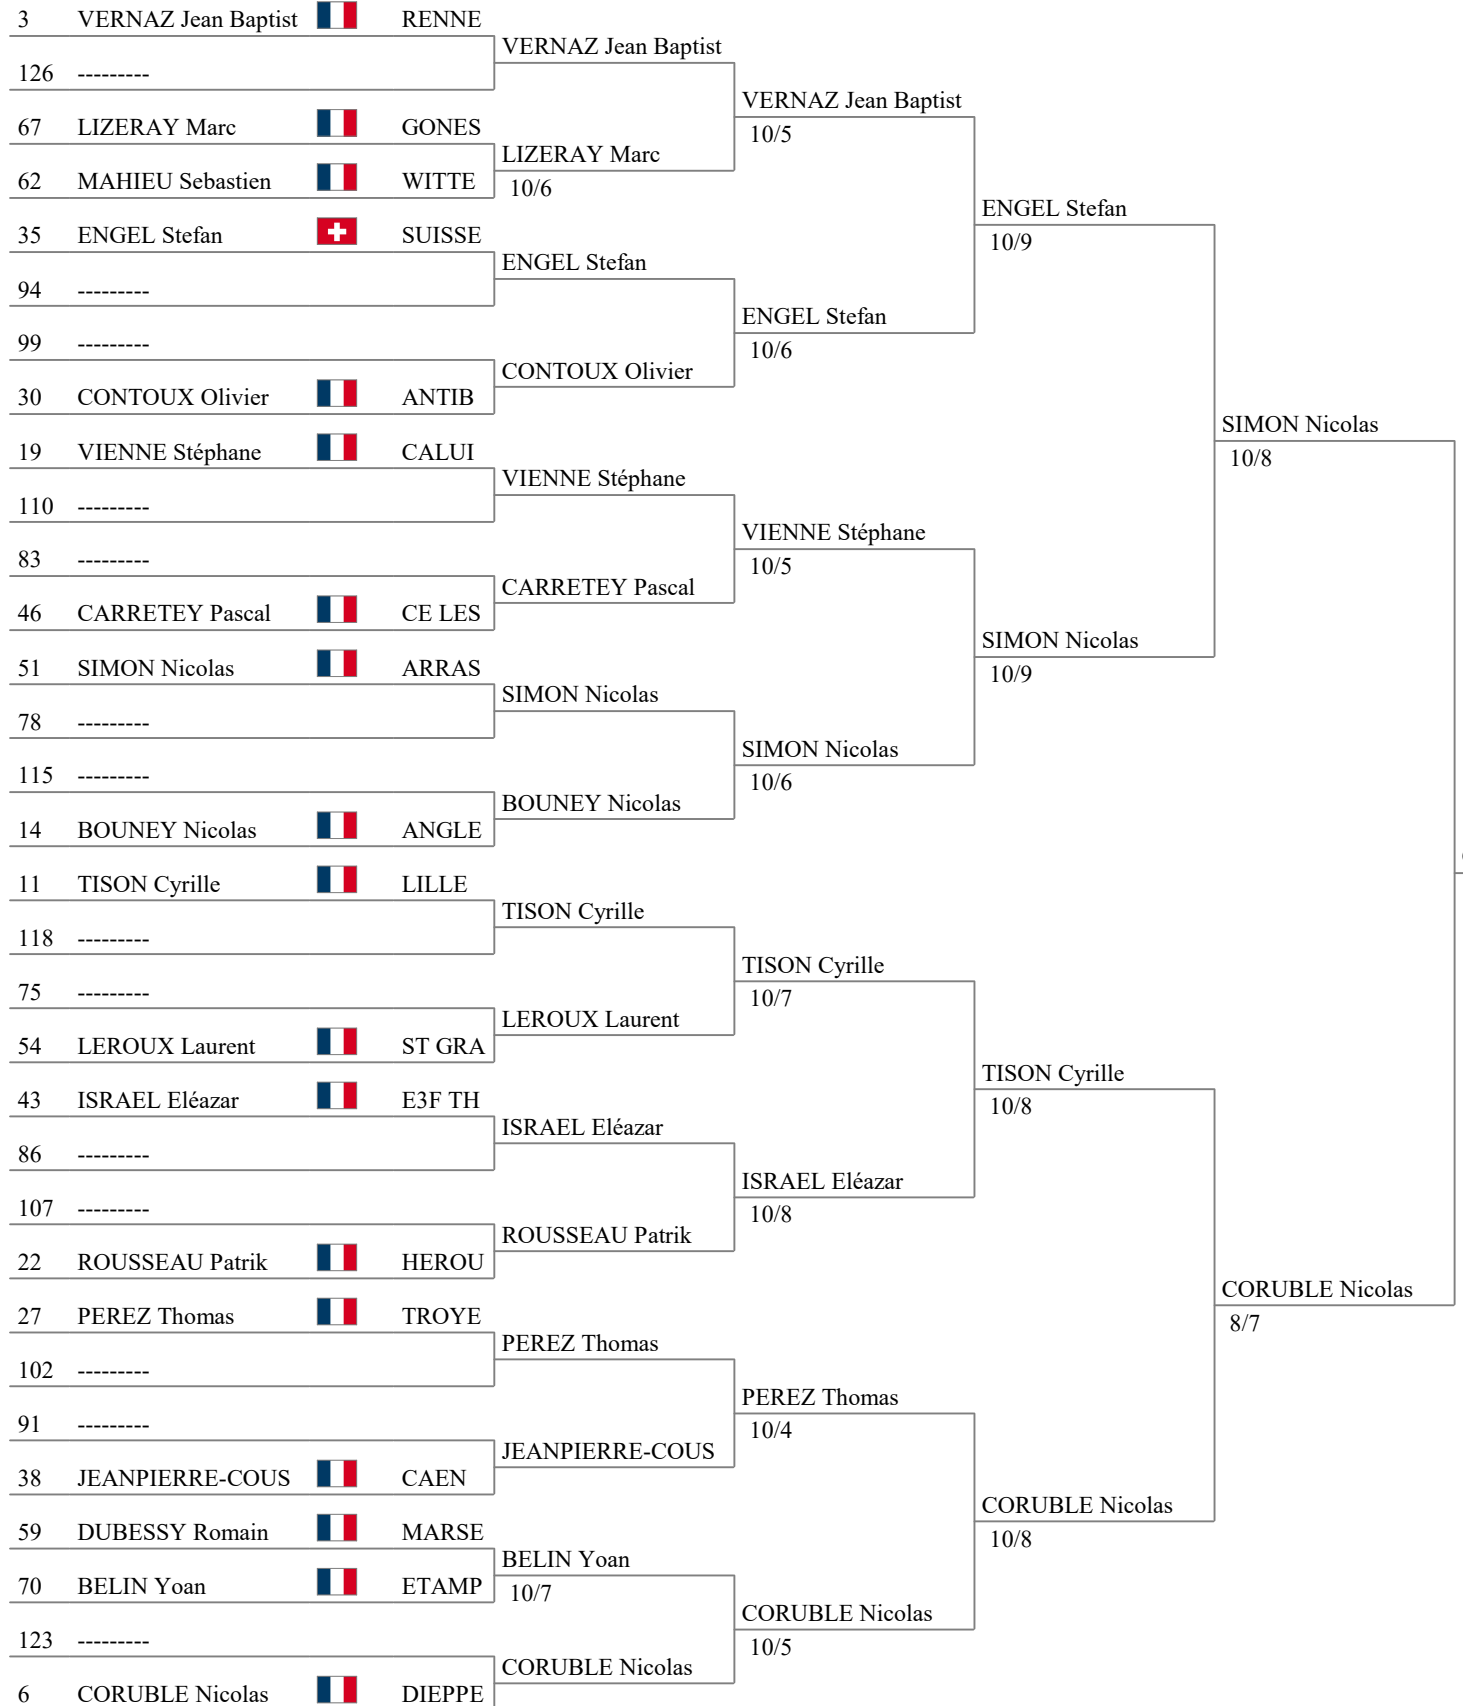 3 VERNAZ Jean Baptist RENNE
VERNAZ Jean Baptist
126 ---------
VERNAZ Jean Baptist
10/5
67 LIZERAY Marc GONES
LIZERAY Marc
10/6
62 MAHIEU Sebastien WITTE
ENGEL Stefan
10/9
35 ENGEL Stefan SUISSE
ENGEL Stefan
94 ---------
ENGEL Stefan
10/6
99 ---------
CONTOUX Olivier
30 CONTOUX Olivier ANTIB
SIMON Nicolas
10/8
19 VIENNE Stéphane CALUI
VIENNE Stéphane
110 ---------
VIENNE Stéphane
10/5
83 ---------
CARRETEY Pascal
46 CARRETEY Pascal CE LES
SIMON Nicolas
10/9
51 SIMON Nicolas ARRAS
SIMON Nicolas
78 ---------
SIMON Nicolas
10/6
115 ---------
BOUNEY Nicolas
14 BOUNEY Nicolas ANGLE
11 TISON Cyrille LILLE
TISON Cyrille
118 ---------
TISON Cyrille
10/7
75 ---------
LEROUX Laurent
54 LEROUX Laurent ST GRA
TISON Cyrille
10/8
43 ISRAEL Eléazar E3F TH
ISRAEL Eléazar
86 ---------
ISRAEL Eléazar
10/8
107 ---------
ROUSSEAU Patrik
22 ROUSSEAU Patrik HEROU
CORUBLE Nicolas
8/7
27 PEREZ Thomas TROYE
PEREZ Thomas
102 ---------
PEREZ Thomas
10/4
91 ---------
JEANPIERRE-COUS
38 JEANPIERRE-COUS CAEN
CORUBLE Nicolas
10/8
59 DUBESSY Romain MARSE
BELIN Yoan
10/7
70 BELIN Yoan ETAMP
CORUBLE Nicolas
10/5
123 ---------
CORUBLE Nicolas
6 CORUBLE Nicolas DIEPPE